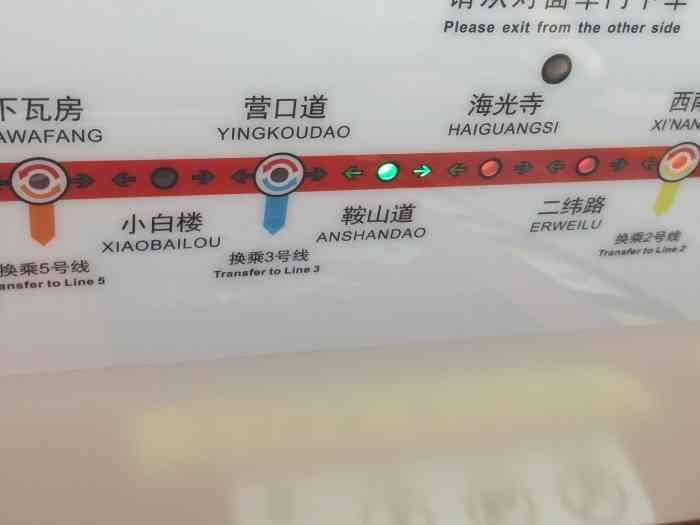 Please exit from the other side
下瓦房
AWAFANG
小白楼
XIAOBAILOU
营口道
YINGKOUDAO
鞍山道
ANSHANDAO
海光寺
HAIGUANGSI
二纬路
ERWEILU
西南
XI'NAN
换乘5号线
ansfer to Line 5
换乘3号线
Transfer to Line 3
换乘2号线
Transfer to Line 2